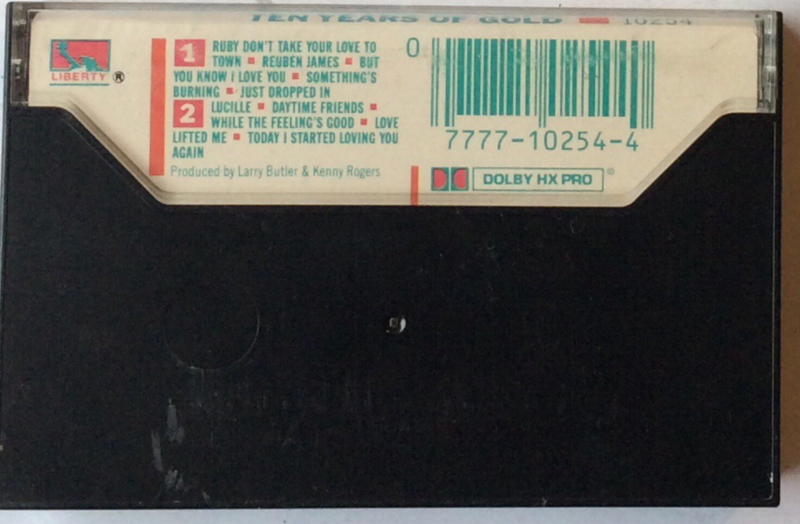 TEN YEARS OF GOLD 10254
LIBERTY ®
1 RUBY DON'T TAKE YOUR LOVE TO
TOWN ▪ REUBEN JAMES ▪ BUT
YOU KNOW I LOVE YOU ▪ SOMETHING'S
BURNING ▪ JUST DROPPED IN
2 LUCILLE ▪ DAYTIME FRIENDS ▪
WHILE THE FEELING'S GOOD ▪ LOVE
LIFTED ME ▪ TODAY I STARTED LOVING YOU
AGAIN
Produced by Larry Butler & Kenny Rogers
0
7777-10254-4
DOLBY HX PRO ©